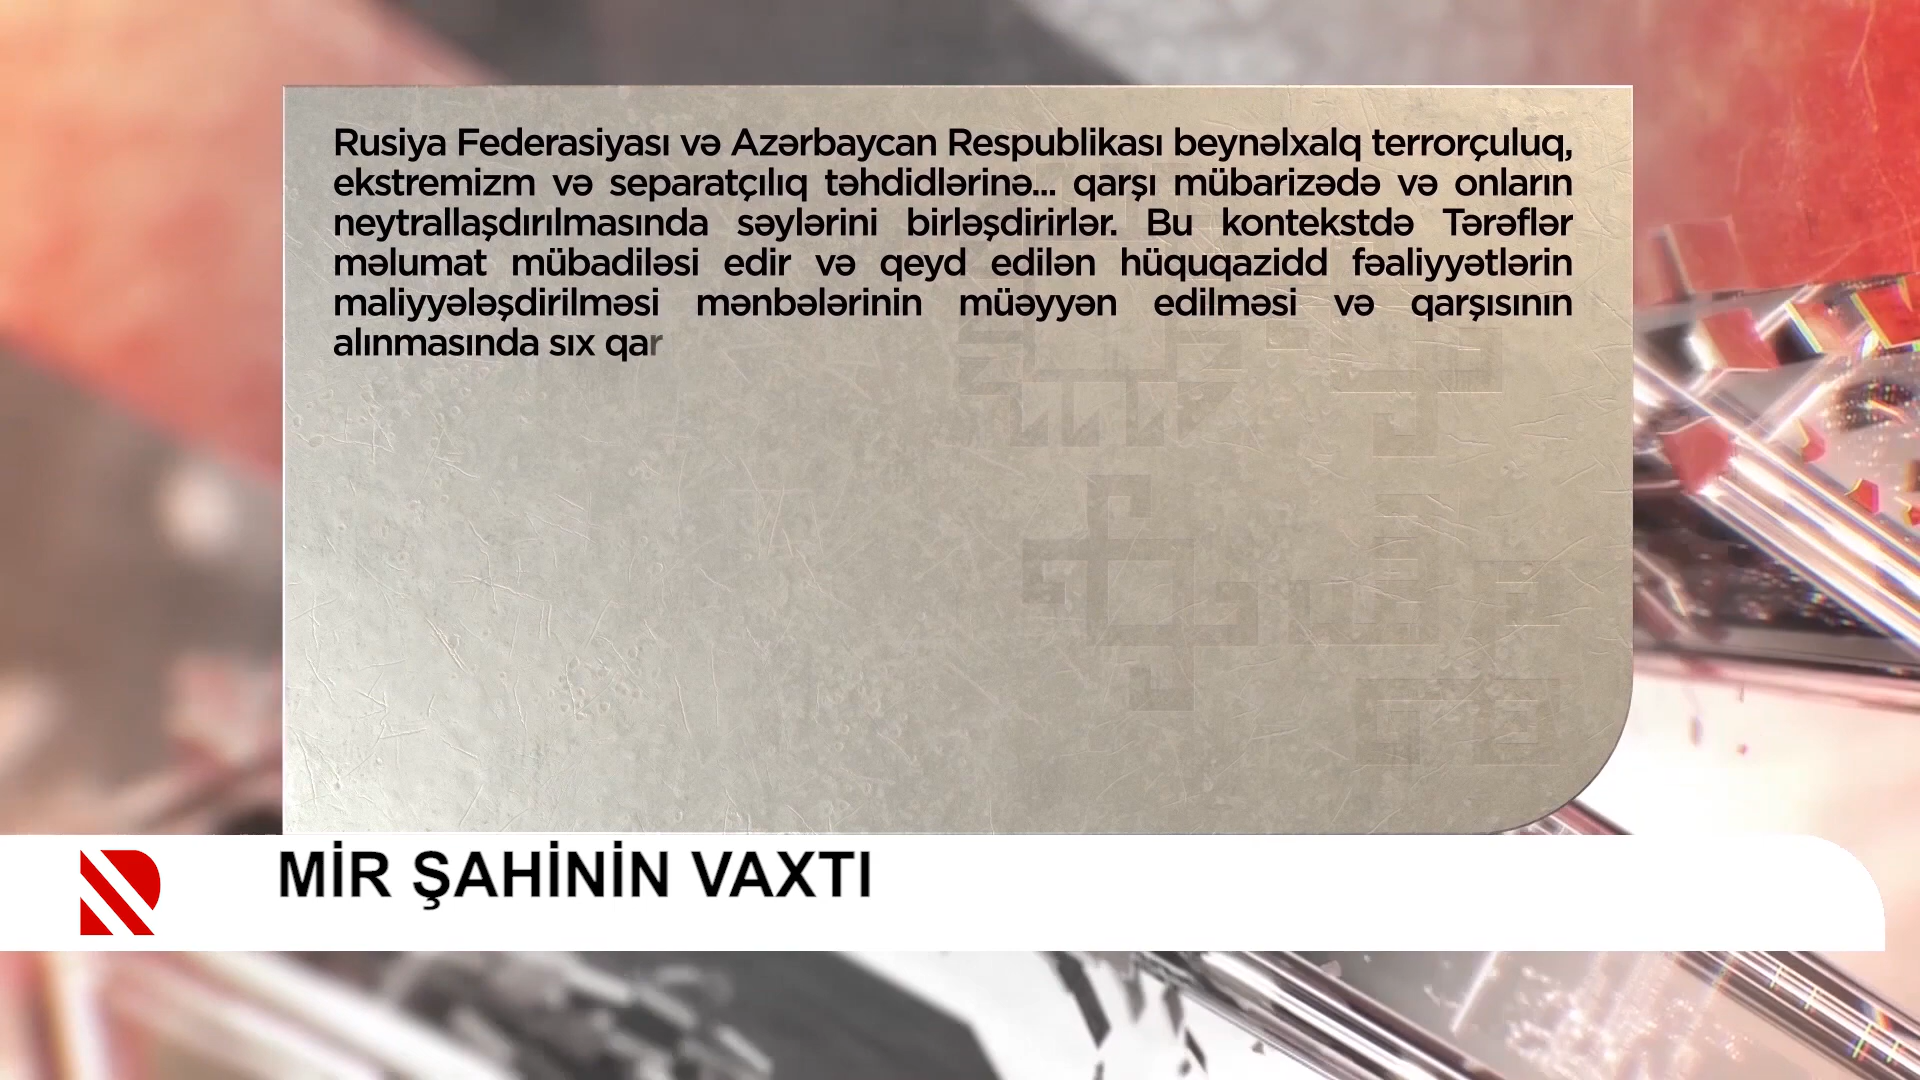 Rusiya Federasiyası və Azərbaycan Respublikası beynəlxalq terrorçuluq,
ekstremizm və separatçılıq təhdidlərinə... qarşı mübarizədə və onların
neytrallaşdırılmasında səylərini birləşdirirlər. Bu kontekstdə Tərəflər
məlumat mübadiləsi edir və qeyd edilən hüquqazidd fəaliyyətlərin
maliyyələşdirilməsi mənbələrinin müəyyən edilməsi və qarşısının
alınmasında sıx qar
MİR ŞAHİNİN VAXTI